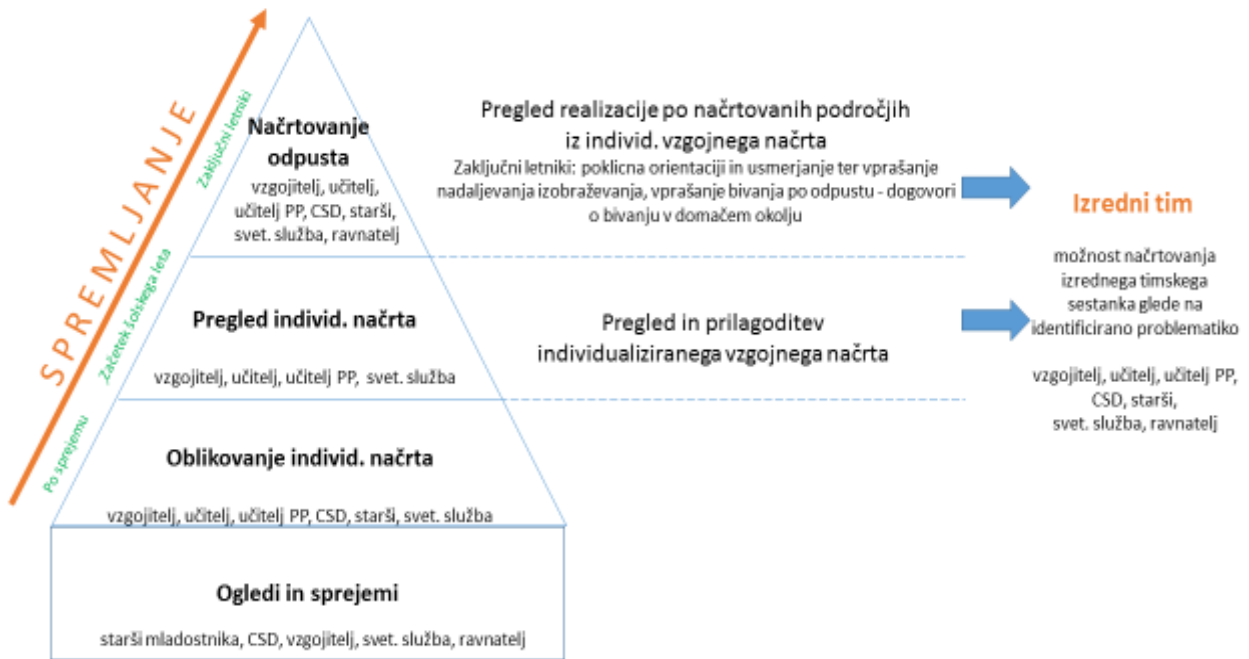 SPREMLJANJE
Zaključni letniki
Začetek šolskega leta
Po sprejemu
Načrtovanje
odpusta
vzgojitelj, učitelj,
učitelj PP, CSD, starši,
svet. služba, ravnatelj
Pregled individ. načrta
vzgojitelj, učitelj, učitelj PP, svet. služba
Oblikovanje individ. načrta
vzgojitelj, učitelj, učitelj PP, CSD, starši, svet. služba
Ogledi in sprejemi
starši mladostnika, CSD, vzgojitelj, svet. služba, ravnatelj
Pregled realizacije po načrtovanih področjih
iz individ. vzgojnega načrta
Zaključni letniki: poklicna orientaciji in usmerjanje ter vprašanje
nadaljevanja izobraževanja, vprašanje bivanja po odpustu - dogovori
o bivanju v domačem okolju
Pregled in prilagoditev
individualiziranega vzgojnega načrta
Izredni tim
možnost načrtovanja
izrednega timskega
sestanka glede na
identificirano problematiko
vzgojitelj, učitelj, učitelj PP,
CSD, starši,
svet. služba, ravnatelj